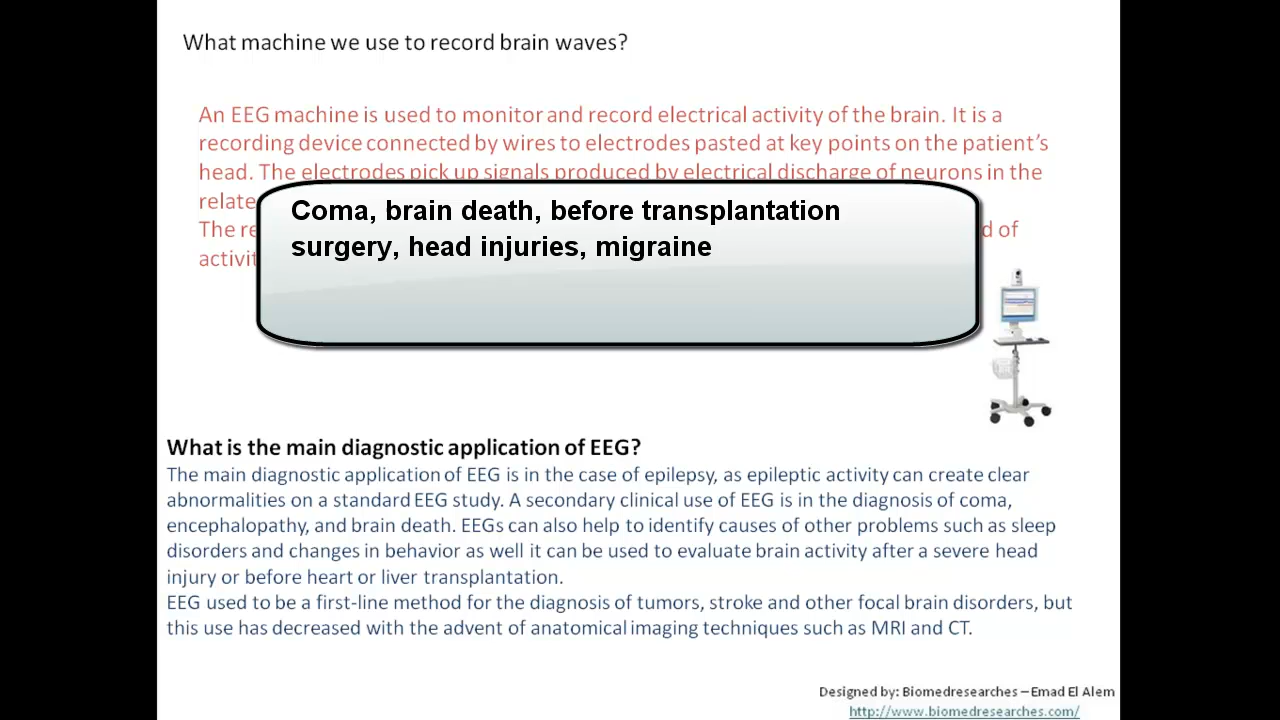 What machine we use to record brain waves?
An EEG machine is used to monitor and record electrical activity of the brain. It is a
recording device connected by wires to electrodes pasted at key points on the patient's
head. The electrodes pick up signals produced by electrical discharge of neurons in the
The
of
Coma, brain death, before transplantation
surgery, head injuries, migraine
What is the main diagnostic application of EEG?
The main diagnostic application of EEG is in the case of epilepsy, as epileptic activity can create clear
abnormalities on a standard EEG study. A secondary clinical use of EEG is in the diagnosis of coma,
encephalopathy, and brain death. EEGs can also help to identify causes of other problems such as sleep
disorders and changes in behavior as well it can be used to evaluate brain activity after a severe head
injury or before heart or liver transplantation.
EEG used to be a first-line method for the diagnosis of tumors, stroke and other focal brain disorders, but
this use has decreased with the advent of anatomical imaging techniques such as MRI and CT.
Designed by: Biomedresearches – Emad El Alem
http://www.biomedresearches.com/